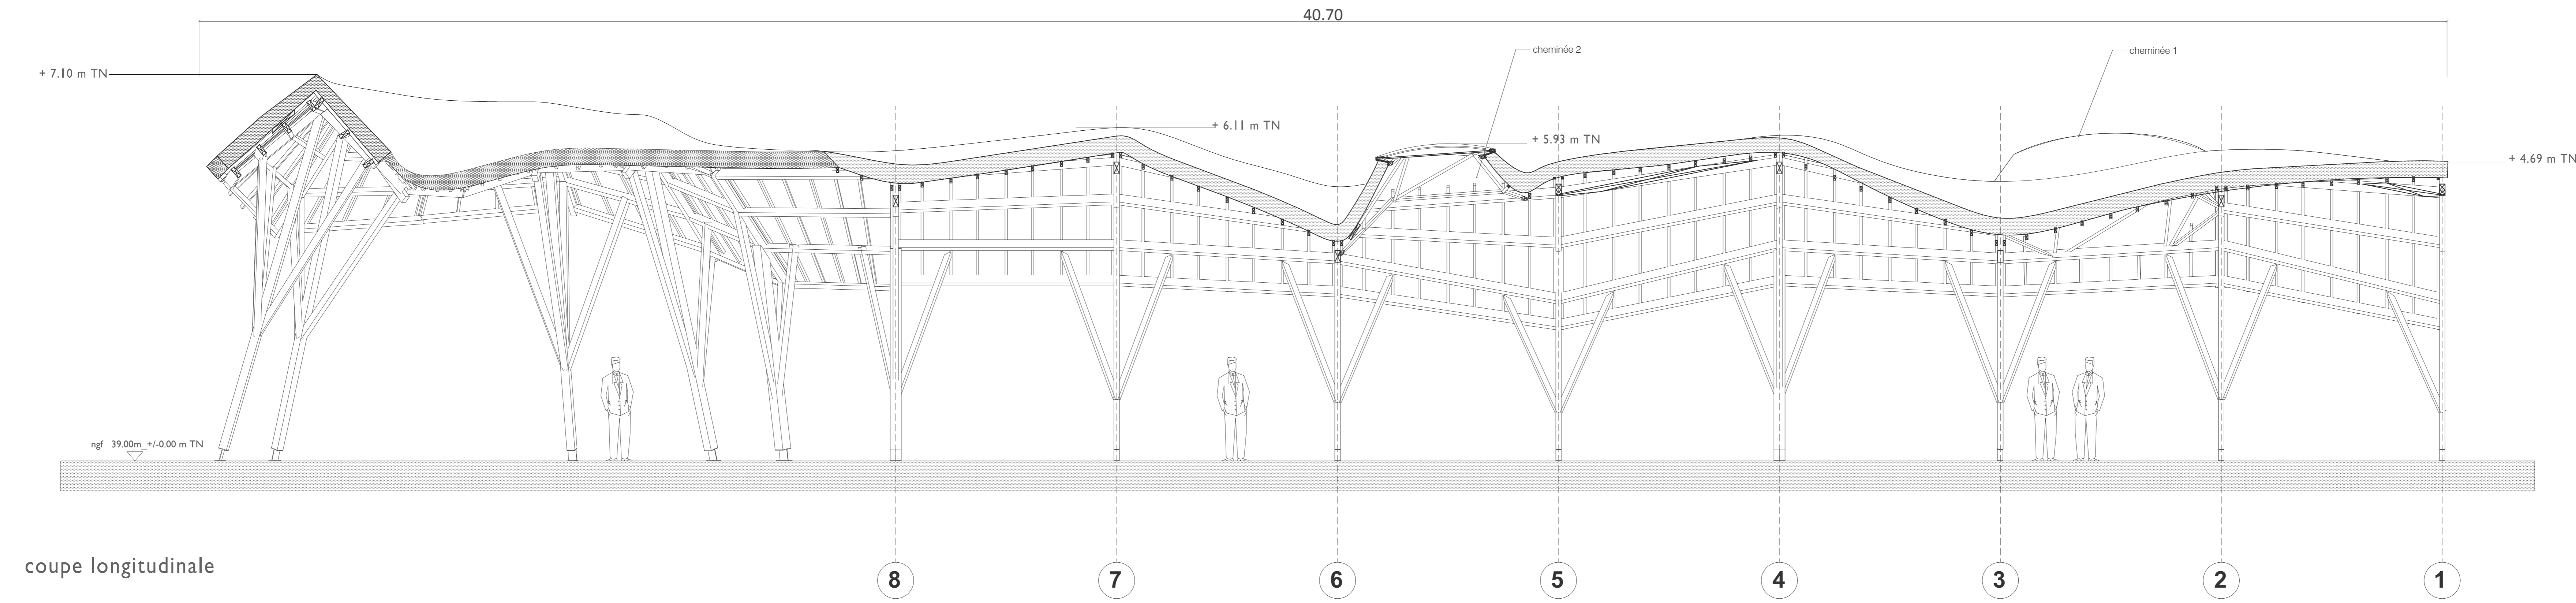 40.70
cheminée 2
cheminée 1
+ 7.10 m TN
+ 6.11 m TN
+ 5.93 m TN
+ 4.69 m TN
ngf 39,00m_+/-0.00 m TN
coupe longitudinale
8 7 6 5 4 3 2 1